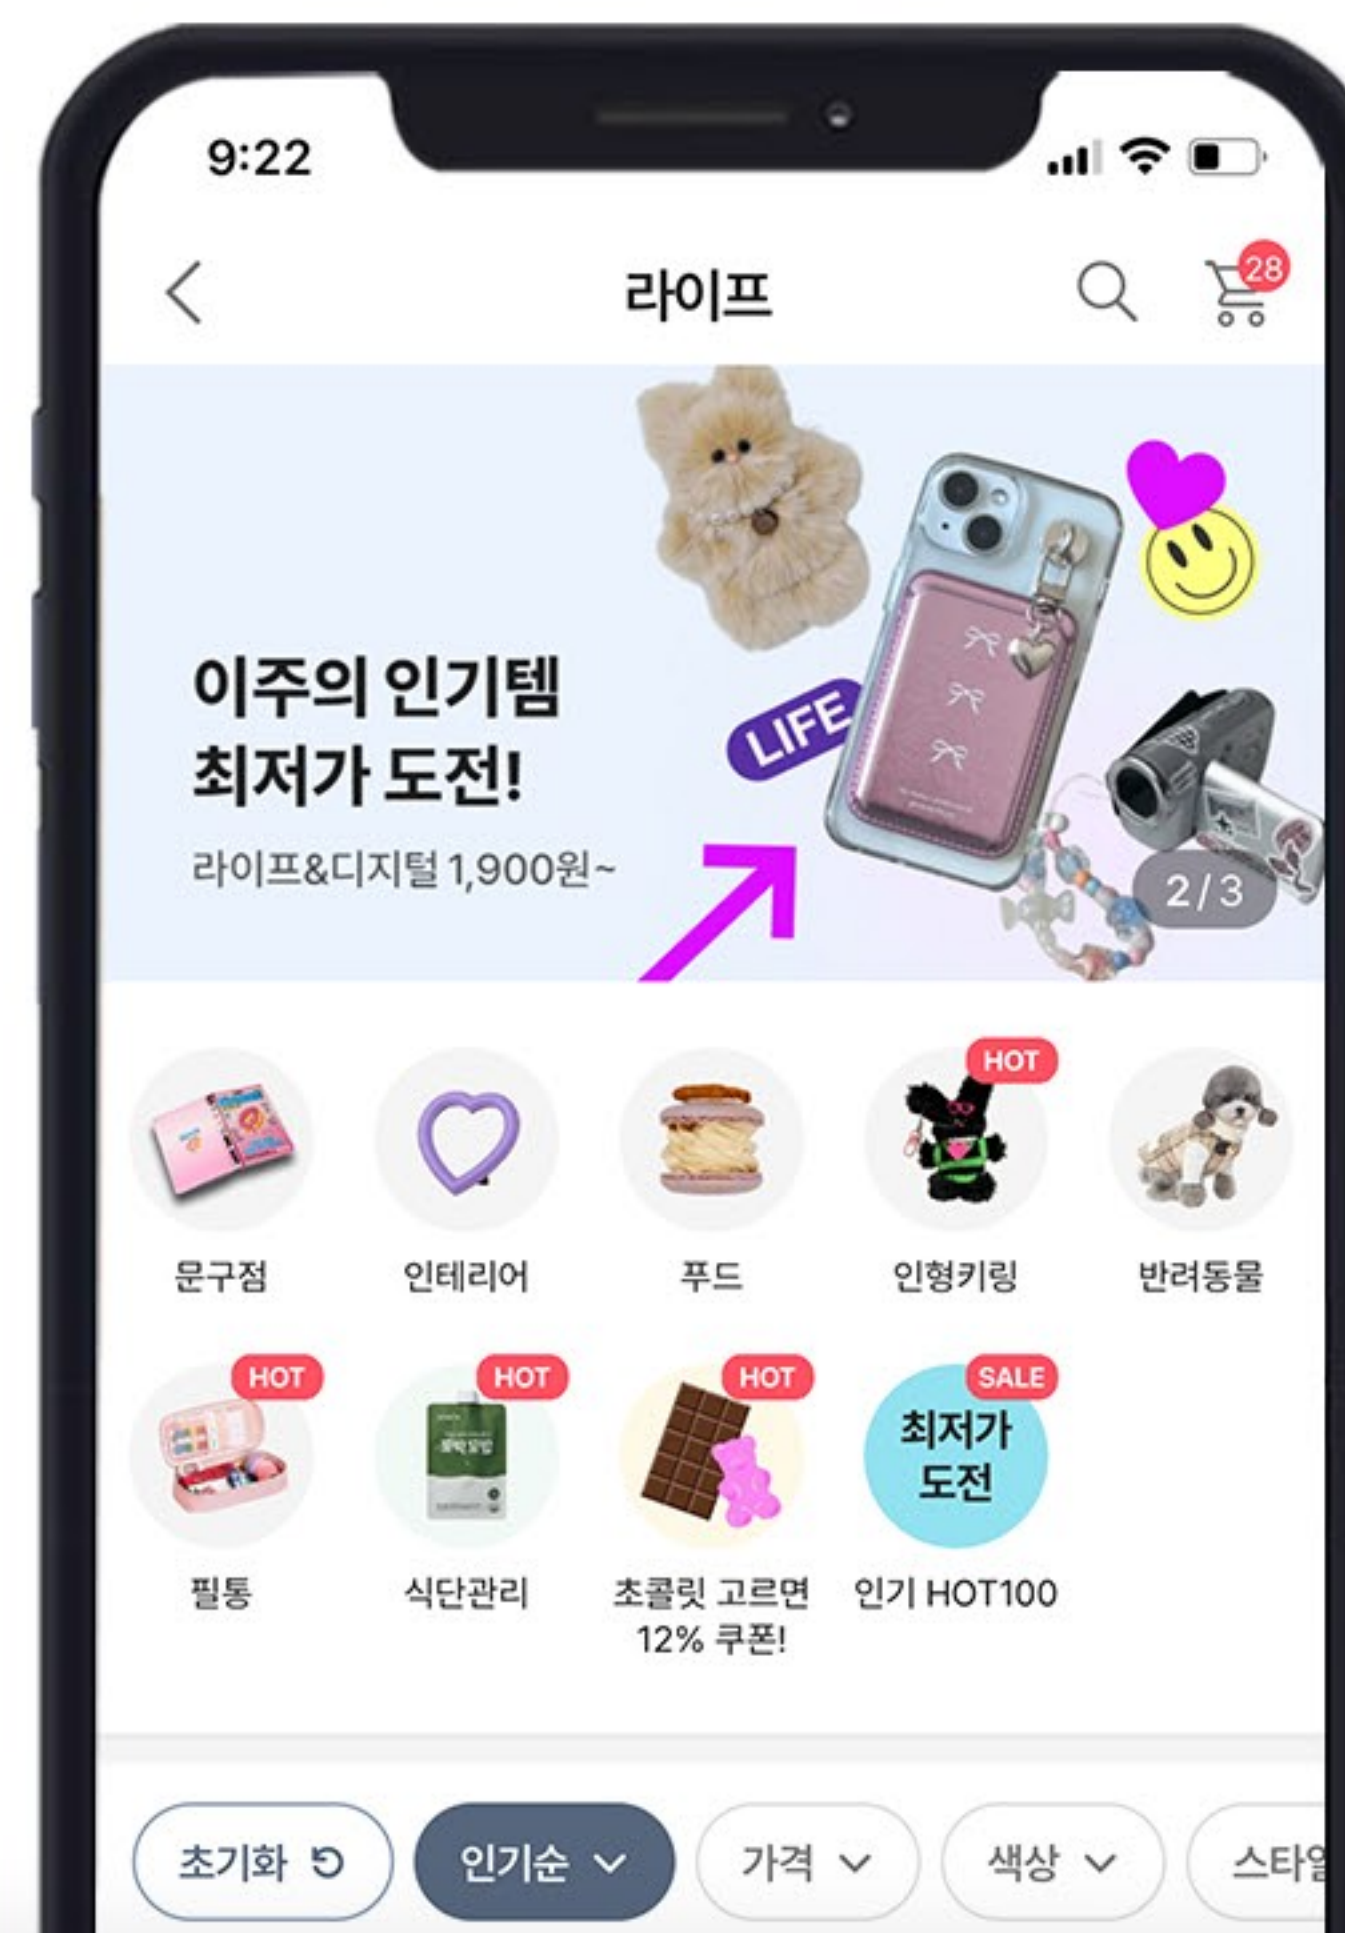 9:22
라이프
28
이주의 인기템
최저가 도전!
라이프&디지털 1,900원~
LIFE
2/3
HOT
문구점
인테리어
푸드
인형키링
반려동물
HOT
HOT
HOT
SALE
최저가
도전
필통
식단관리
초콜릿 고르면
12% 쿠폰!
인기 HOT100
초기화
인기순
가격
색상